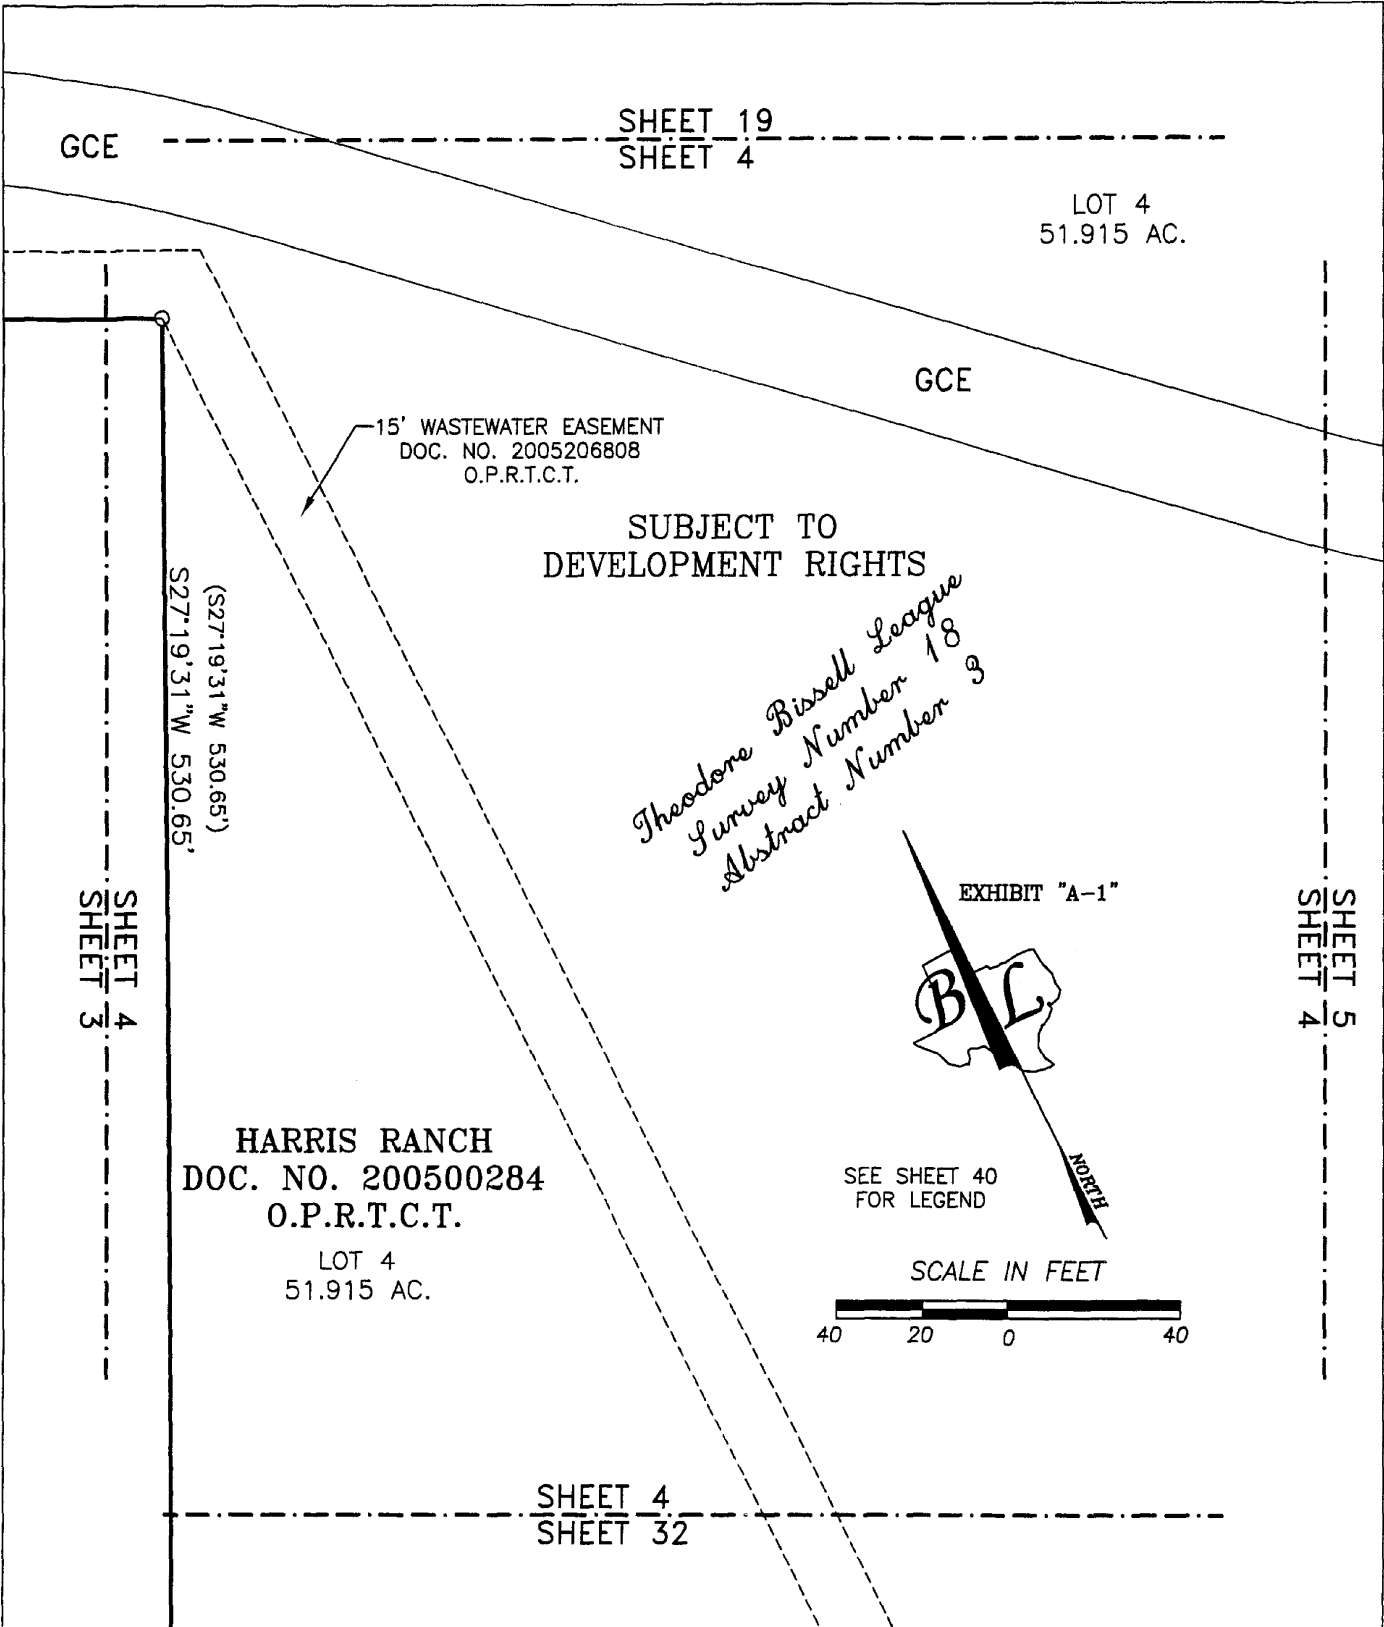 SHEET 19
SHEET 4
GCE
LOT 4
51.915 AC.
GCE
15' WASTEWATER EASEMENT
DOC. NO. 2005206808
O.P.R.T.C.T.
SUBJECT TO
DEVELOPMENT RIGHTS
(S27°19'31"W 530.65')
S27°19'31"W 530.65'
Theodore Bissell League
Survey Number 18
Abstract Number 3
EXHIBIT "A-1"
SHEET 4
SHEET 3
SHEET 5
SHEET 4
B L
HARRIS RANCH
DOC. NO. 200500284
O.P.R.T.C.T.
LOT 4
51.915 AC.
SEE SHEET 40
FOR LEGEND
NORTH
SCALE IN FEET
40 20 0 40
SHEET 4
SHEET 32